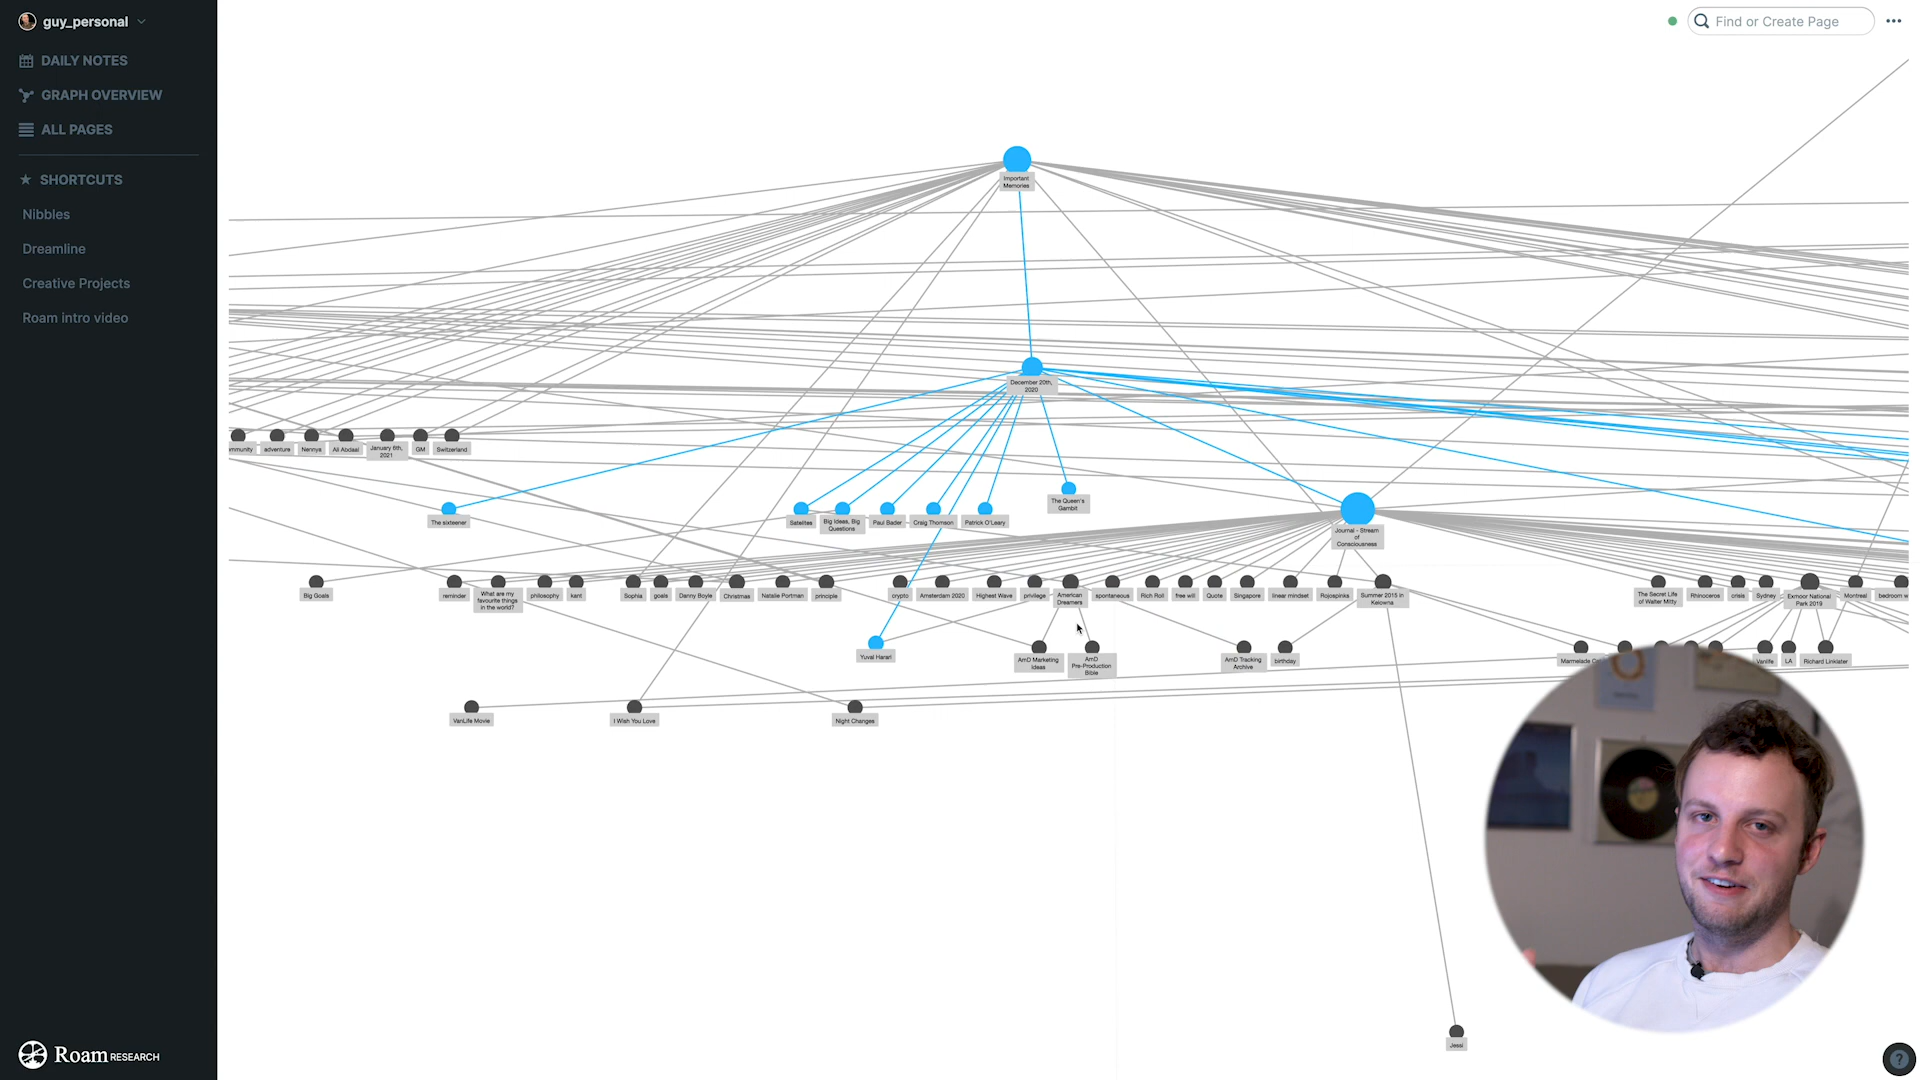 guy_personal
Find or Create Page
DAILY NOTES
GRAPH OVERVIEW
ALL PAGES
SHORTCUTS
Nibbles
Dreamline
Creative Projects
Roam intro video
Important
Memories
December 20th,
2020
adventure
Nennya
Ali Abdaal
January 6th,
2021
GM
Switzerland
The sixteener
Satelites
Big Ideas, Big
Questions
Paul Bader
Craig Thomson
Patrick O'Leary
The Queen's
Gambit
Journal - Stream
of
Consciousness
Big Goals
reminder
What are my
favourite things
in the world?
philosophy
kant
Sophia
goals
Danny Boyle
Christmas
Natalie Portman
principle
crypto
Amsterdam 2020
Highest Wave
privilege
American
Dreamers
spontaneous
Rich Roll
free will
Quote
Singapore
linear mindset
Rojospinks
Summer 2015 in
Kelowna
The Secret Life
of Walter Mitty
Rhinoceros
crisis
Sydney
Exmoor National
Park 2019
Montreal
bedroom w
Yuval Harari
AmD Marketing
Ideas
AmD
Pre-Production
Bible
AmD Tracking
Archive
birthday
Marmelade
Vanlife
LA
Richard Linklater
VanLife Movie
I Wish You Love
Night Changes
Jessi
Roam RESEARCH
?